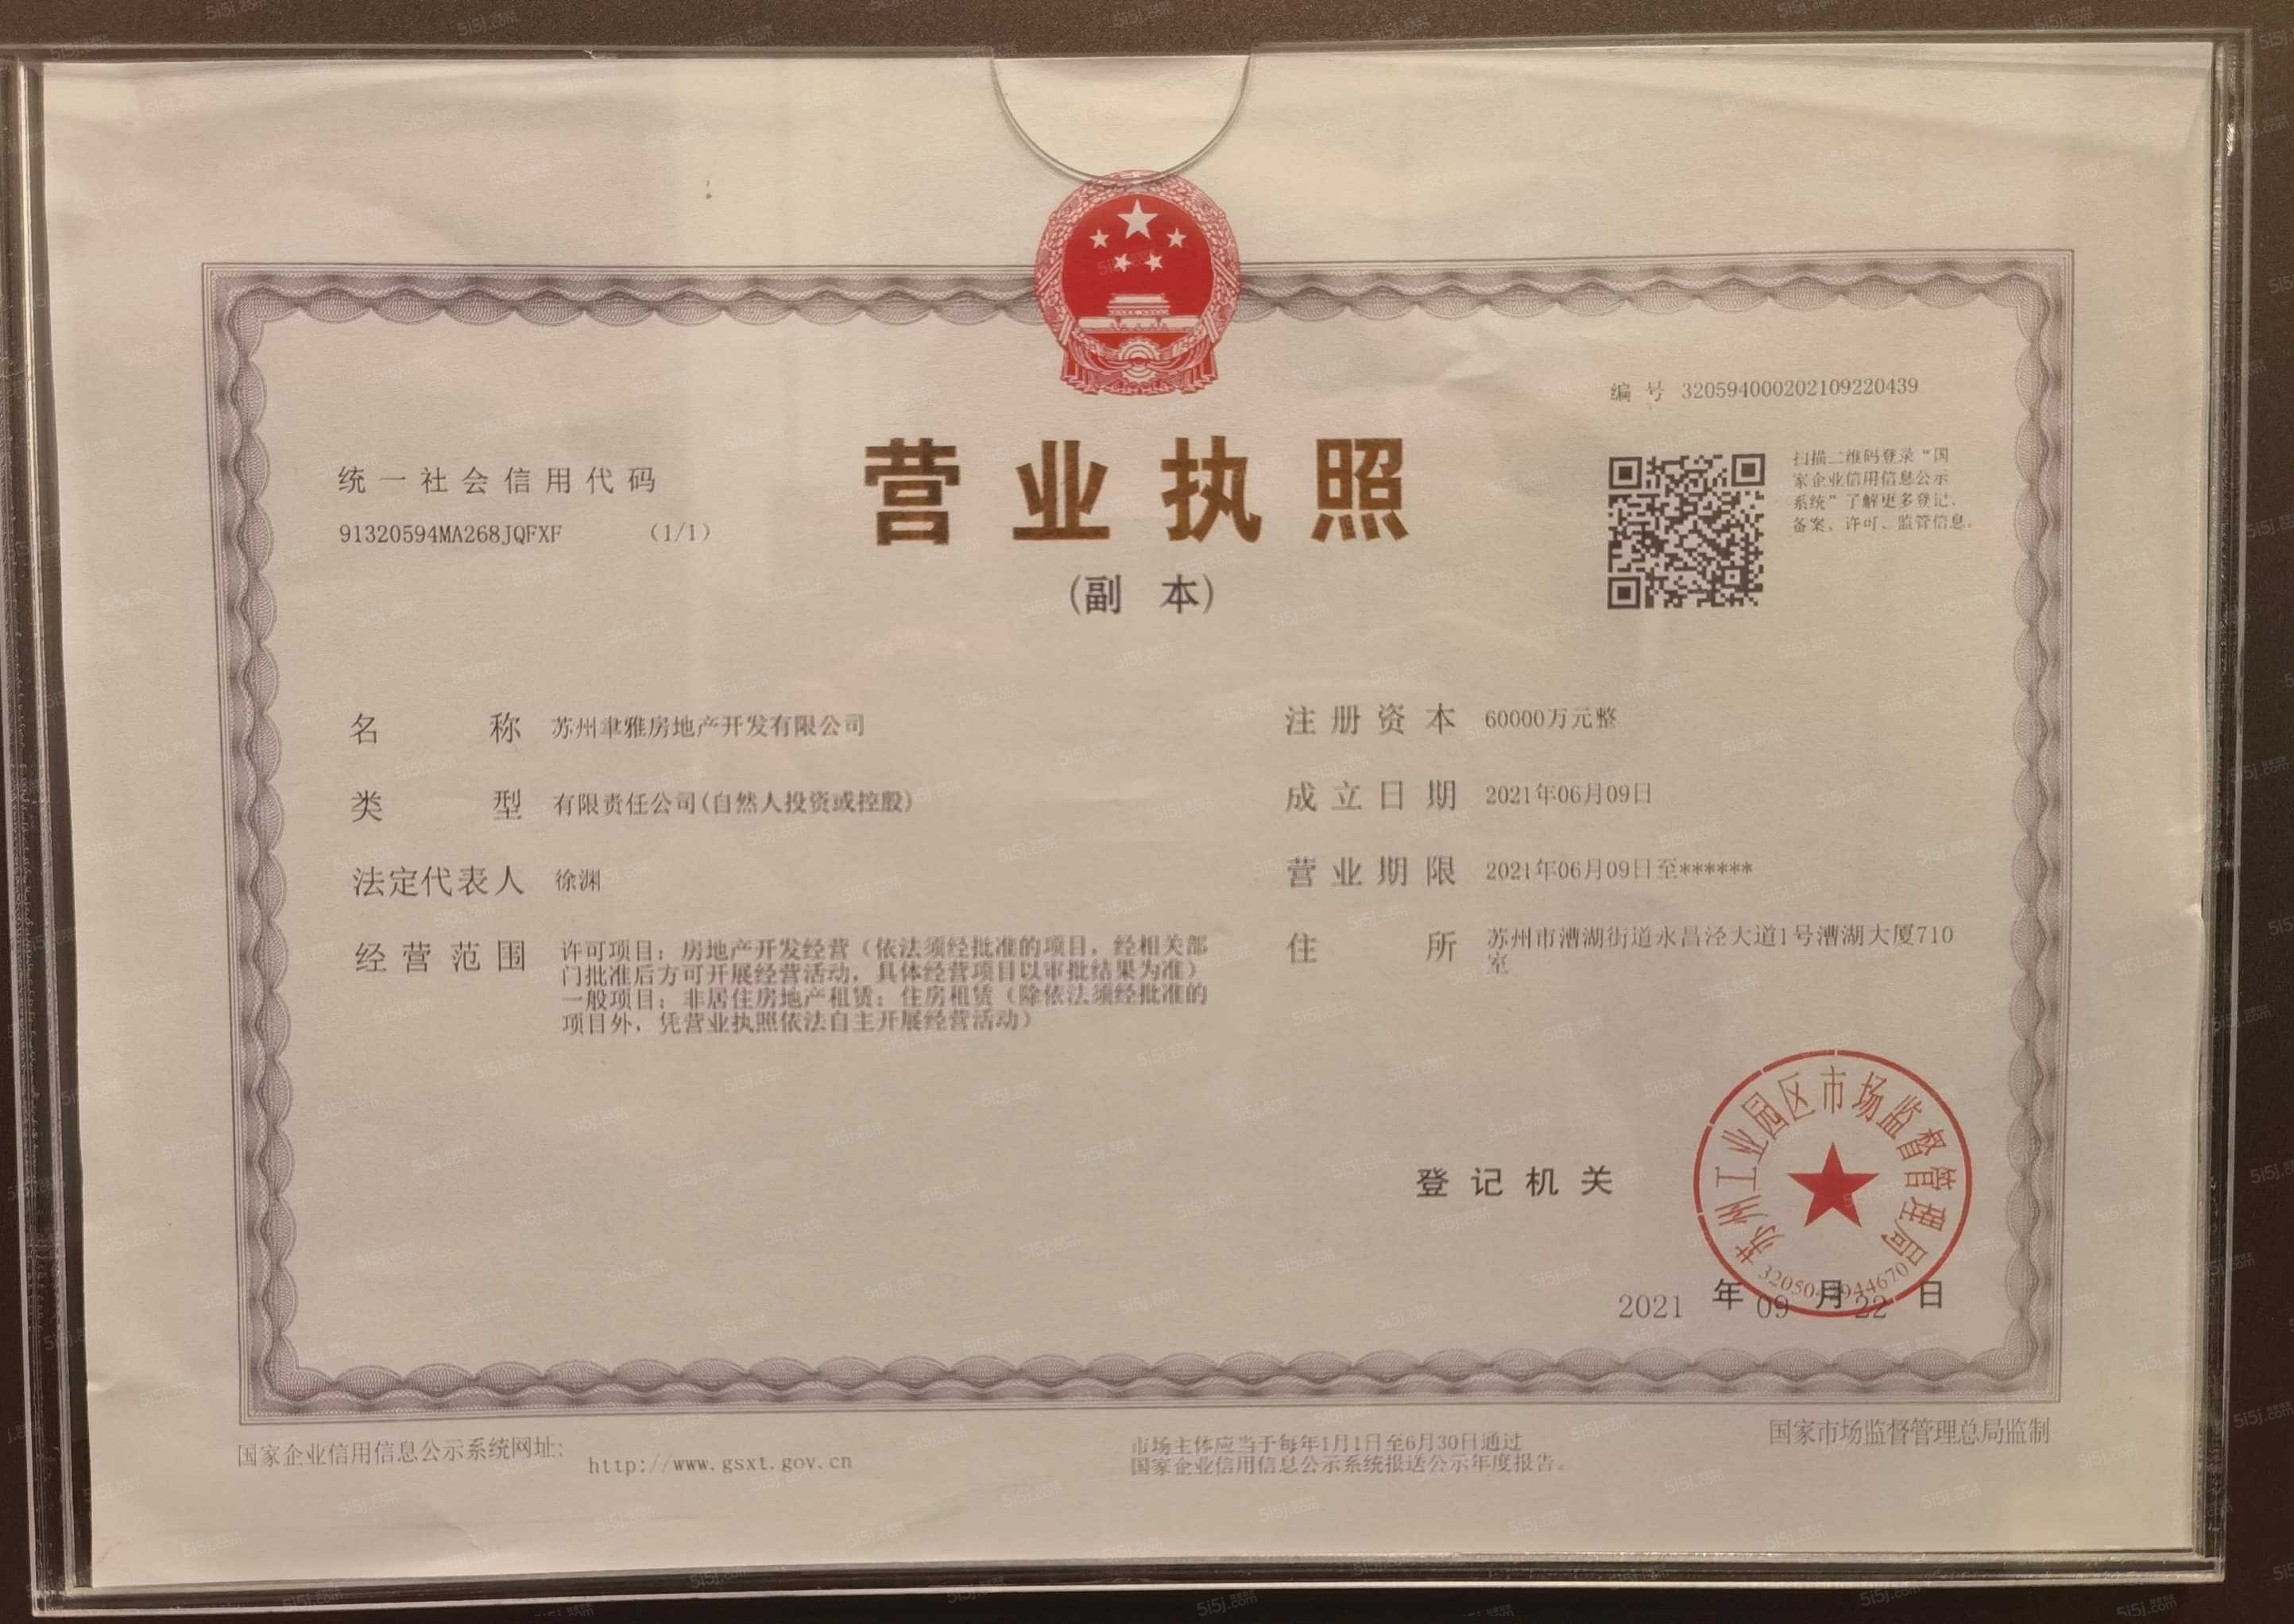 编 号 320594000202109220439
统一社会信用代码
91320594MA268JQFXF （1/1）
营业执照
(副 本)
扫描二维码登录“国
家企业信用信息公示
系统”了解更多登记、
备案、许可、监管信息。
名 称 苏州聿雅房地产开发有限公司
类 型 有限责任公司(自然人投资或控股)
法定代表人 徐渊
经营范围 许可项目：房地产开发经营（依法须经批准的项目，经相关部
门批准后方可开展经营活动，具体经营项目以审批结果为准）
一般项目：非居住房地产租赁；住房租赁（除依法须经批准的
项目外，凭营业执照依法自主开展经营活动）
注册资本 60000万元整
成立日期 2021年06月09日
营业期限 2021年06月09日至******
住 所 苏州市漕湖街道永昌泾大道1号漕湖大厦710
室
登记机关
苏州工业园区市场监督管理局
2021 年 09 月 22 日
国家企业信用信息公示系统网址：
http://www.gsxt.gov.cn
市场主体应当于每年1月1日至6月30日通过
国家企业信用信息公示系统报送公示年度报告。
国家市场监督管理总局监制